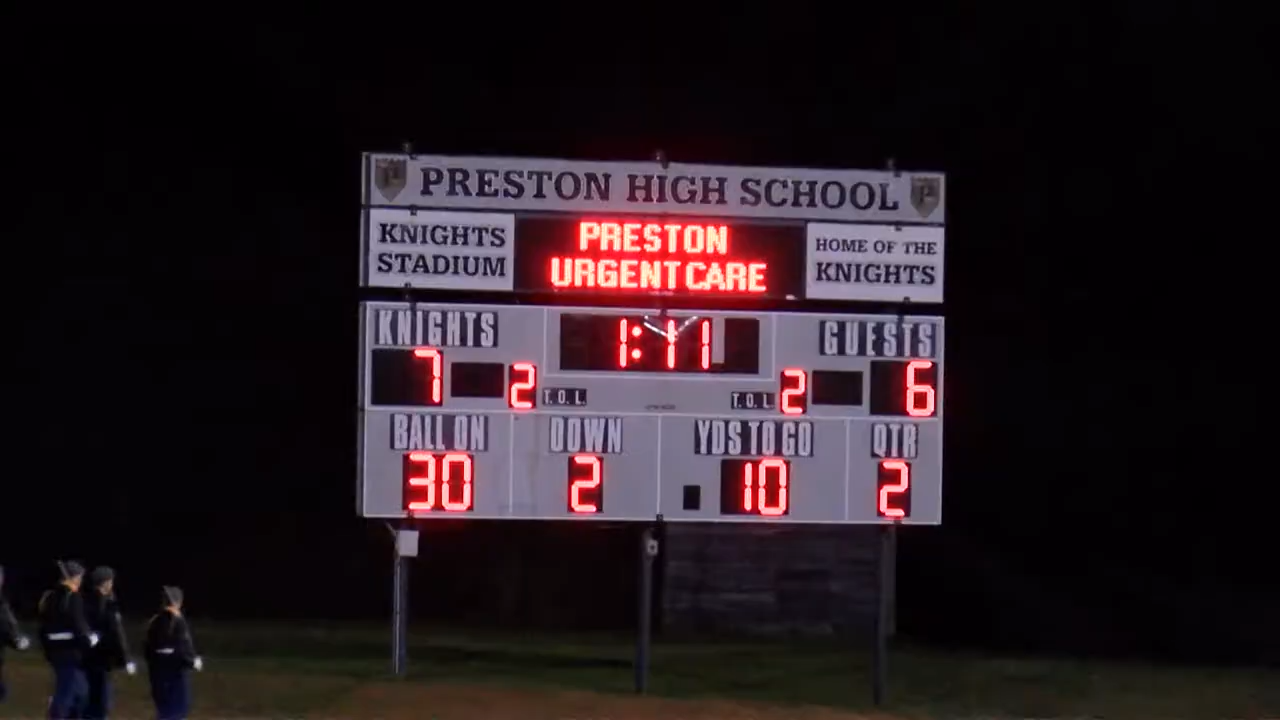 PRESTON HIGH SCHOOL
KNIGHTS
STADIUM
PRESTON
URGENT CARE
HOME OF THE
KNIGHTS
KNIGHTS
1:11
GUESTS
7
2
T.O.L.
T.O.L.
2
6
BALL ON
DOWN
YDS TO GO
QTR
30
2
10
2